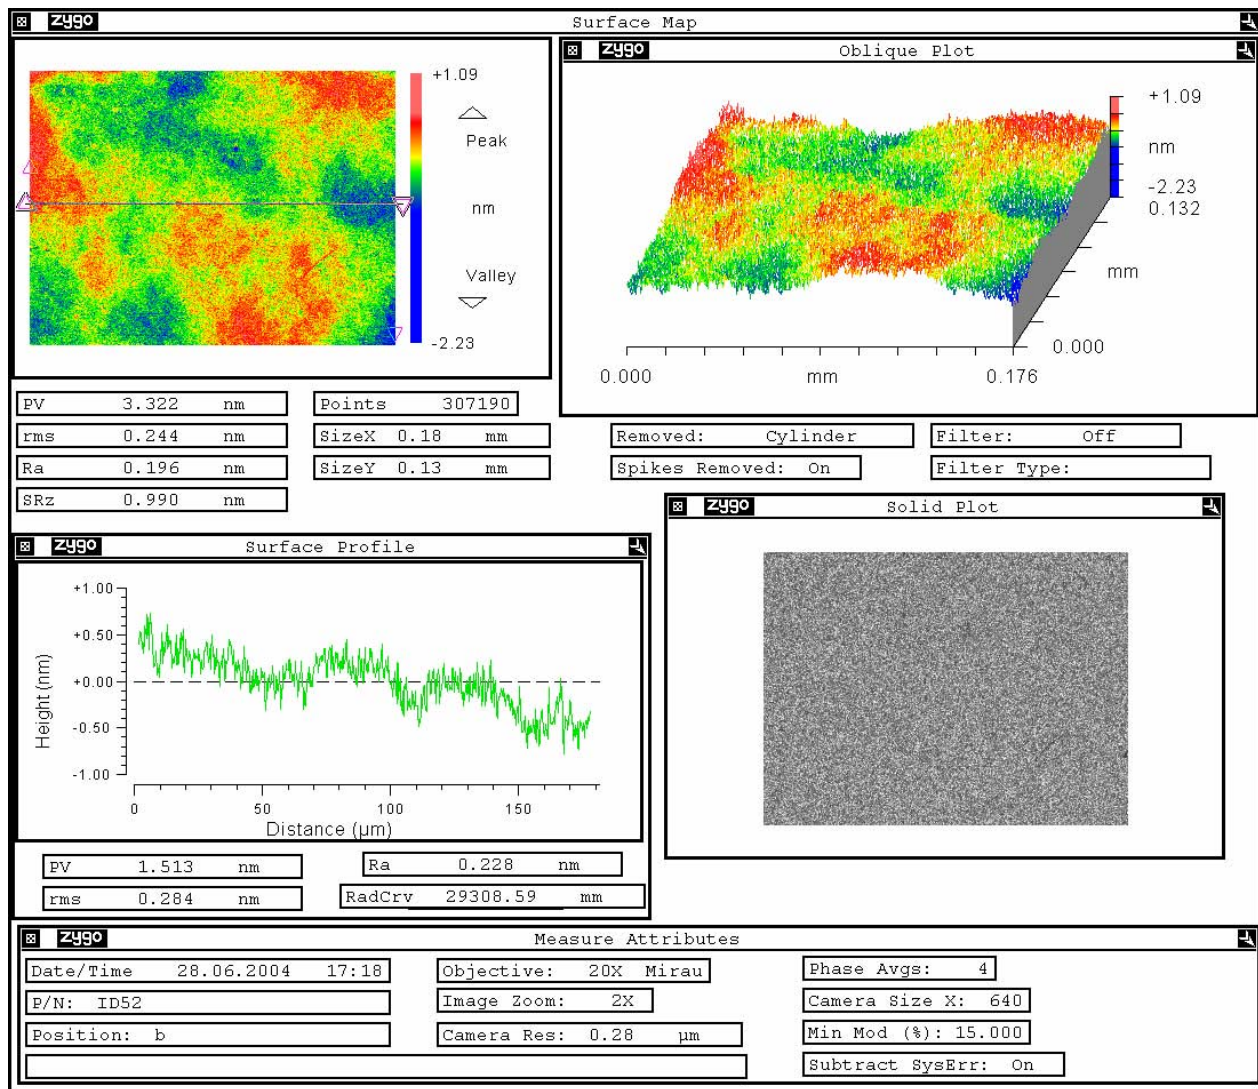 zygo Surface Map
zygo Oblique Plot
+1.09
Peak
nm
Valley
-2.23
+1.09
nm
-2.23
0.132
mm
0.000
0.000 mm 0.176
PV 3.322 nm
rms 0.244 nm
Ra 0.196 nm
SRz 0.990 nm
Points 307190
SizeX 0.18 mm
SizeY 0.13 mm
Removed: Cylinder
Filter: Off
Spikes Removed: On
Filter Type:
zygo Surface Profile
+1.00
+0.50
+0.00
-0.50
-1.00
Height (nm)
0 50 100 150
Distance (µm)
PV 1.513 nm
rms 0.284 nm
Ra 0.228 nm
RadCrv 29308.59 mm
zygo Solid Plot
zygo Measure Attributes
Date/Time 28.06.2004 17:18
P/N: ID52
Position: b
Objective: 20X Mirau
Image Zoom: 2X
Camera Res: 0.28 µm
Phase Avgs: 4
Camera Size X: 640
Min Mod (%): 15.000
Subtract SysErr: On